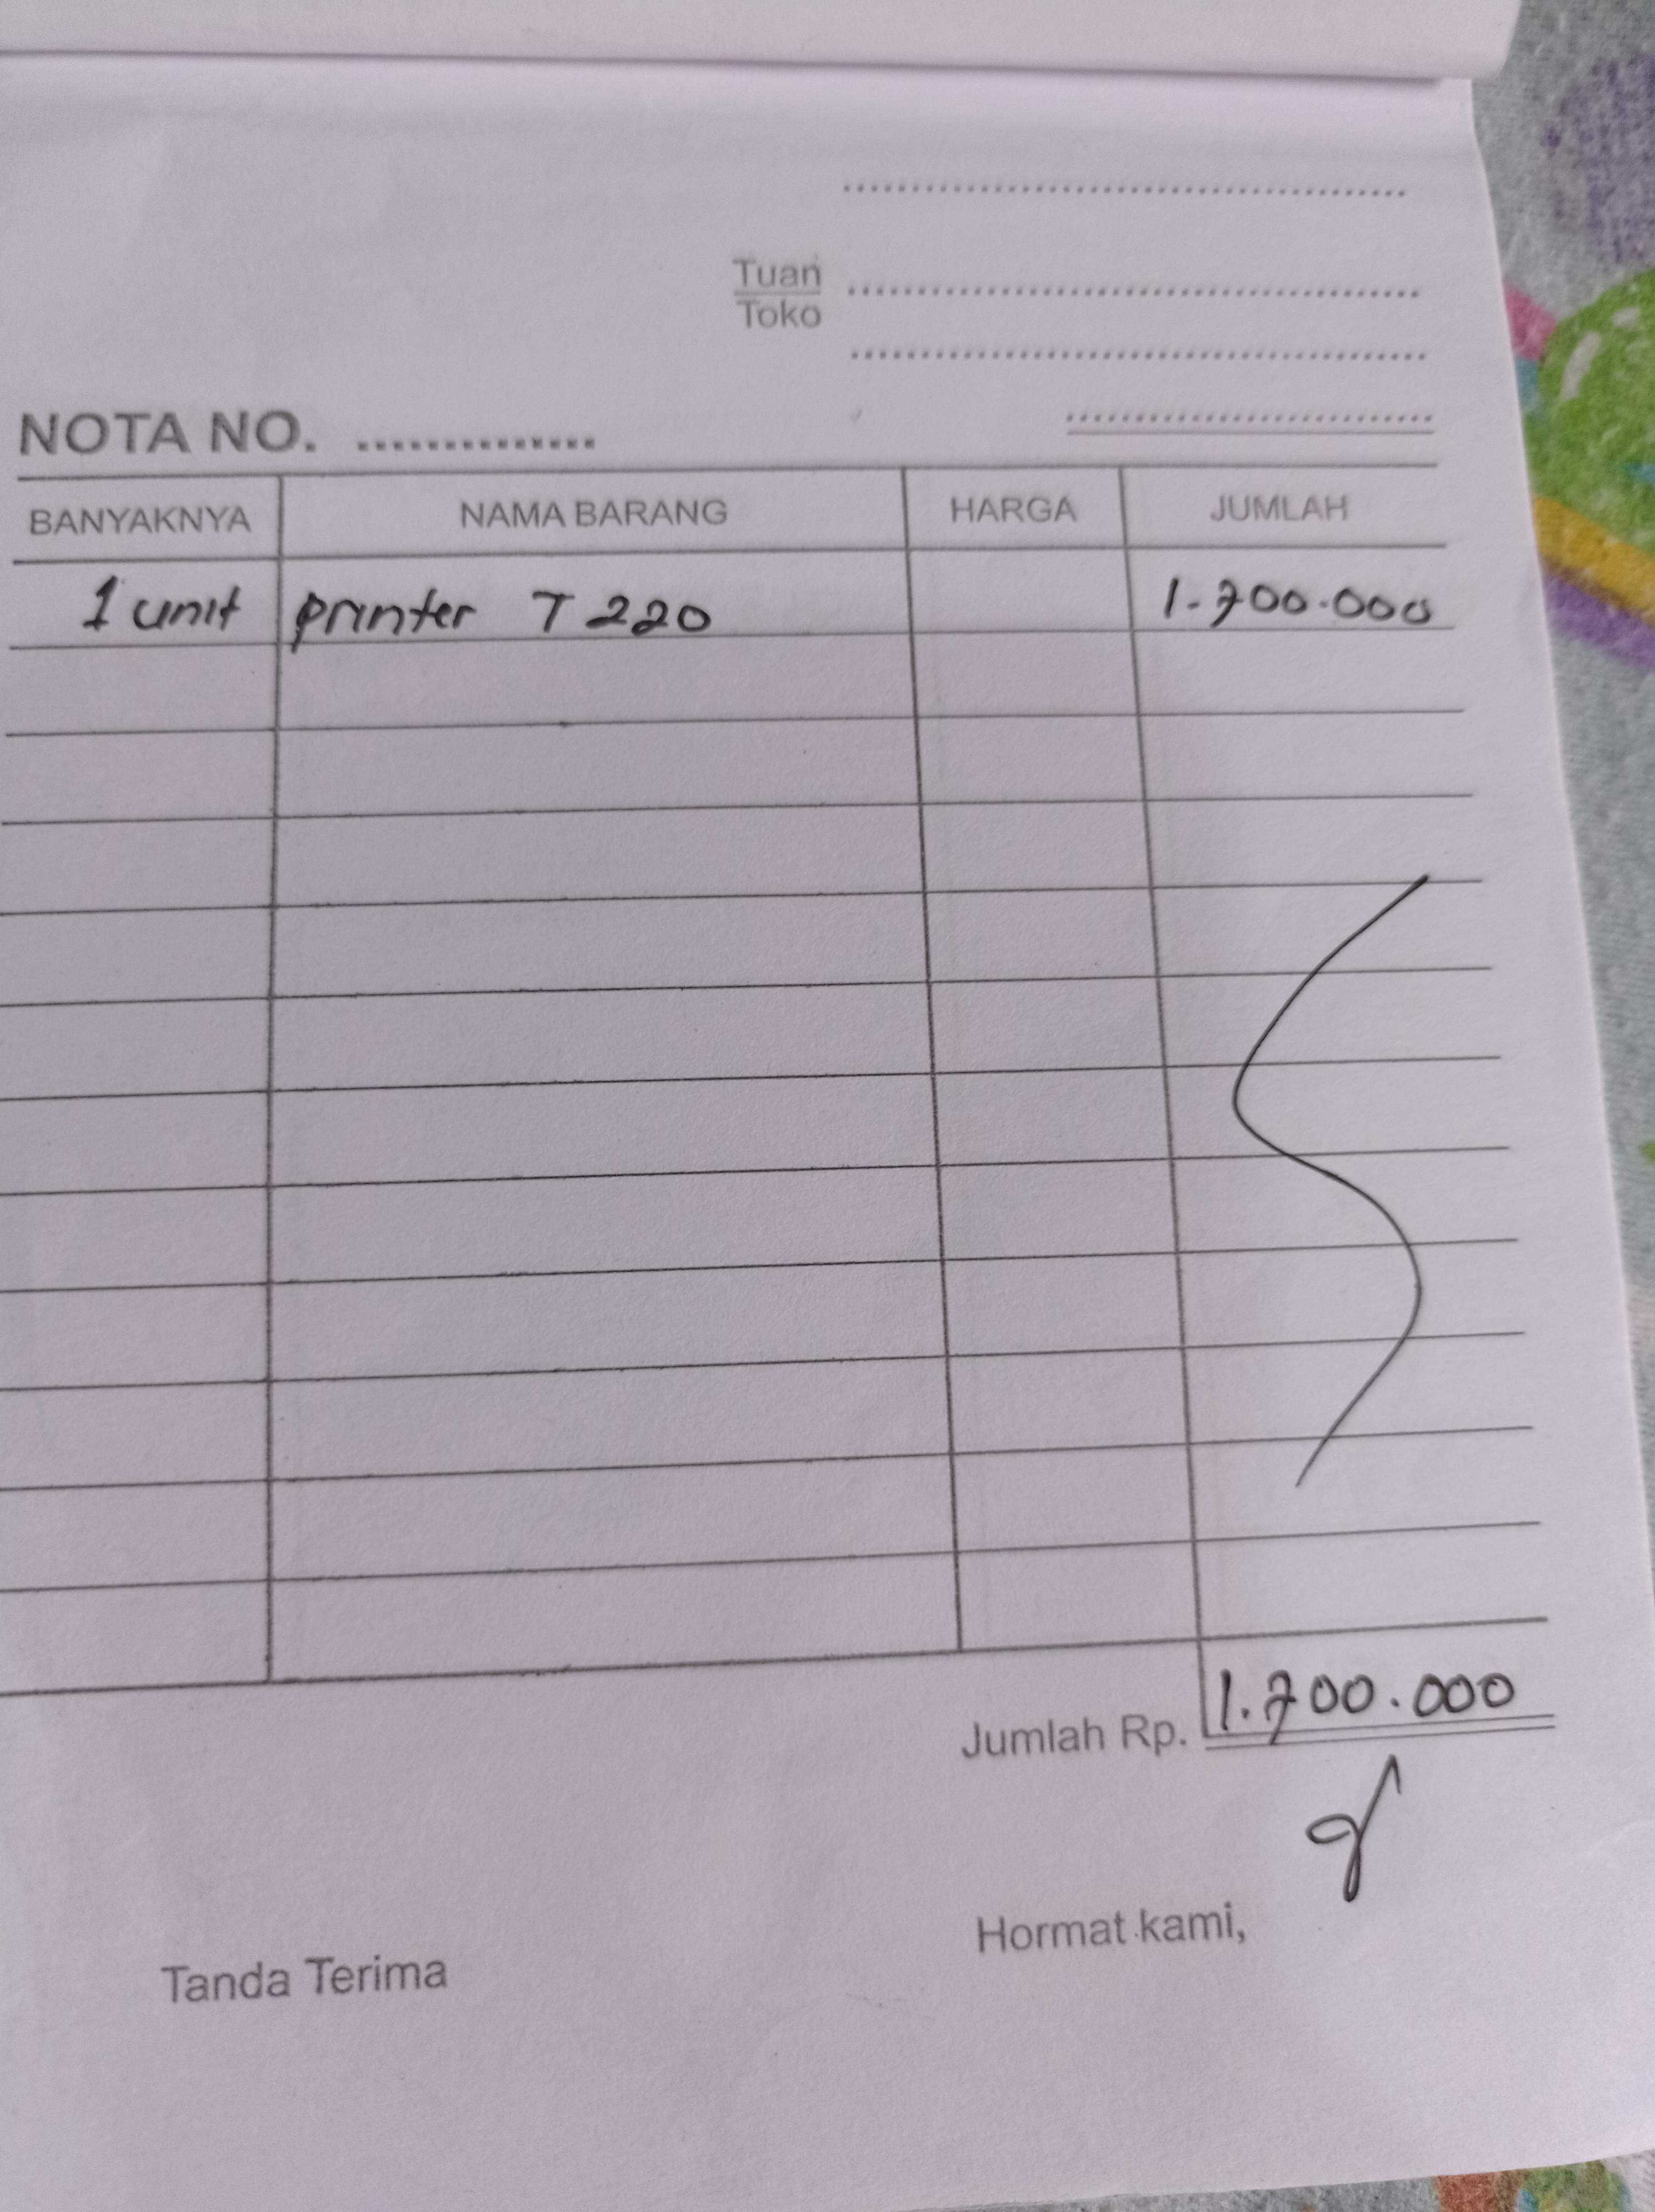 Tuan
Toko
NOTA NO. ..............
BANYAKNYA NAMA BARANG HARGA JUMLAH
1 unit printer T 220 1.700.000
Jumlah Rp. 1.700.000
Hormat kami,
Tanda Terima